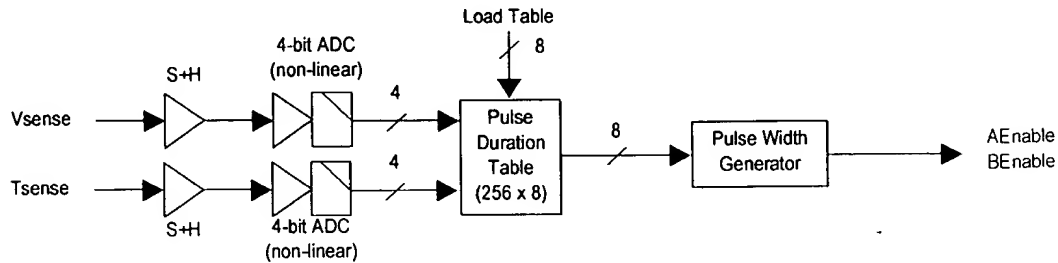 Load Table
8
4-bit ADC
(non-linear)
S+H
4
Vsense
Pulse
Duration
Table
(256 x 8)
8
Pulse Width
Generator
AEnable
BEnable
Tsense
4
S+H
4-bit ADC
(non-linear)